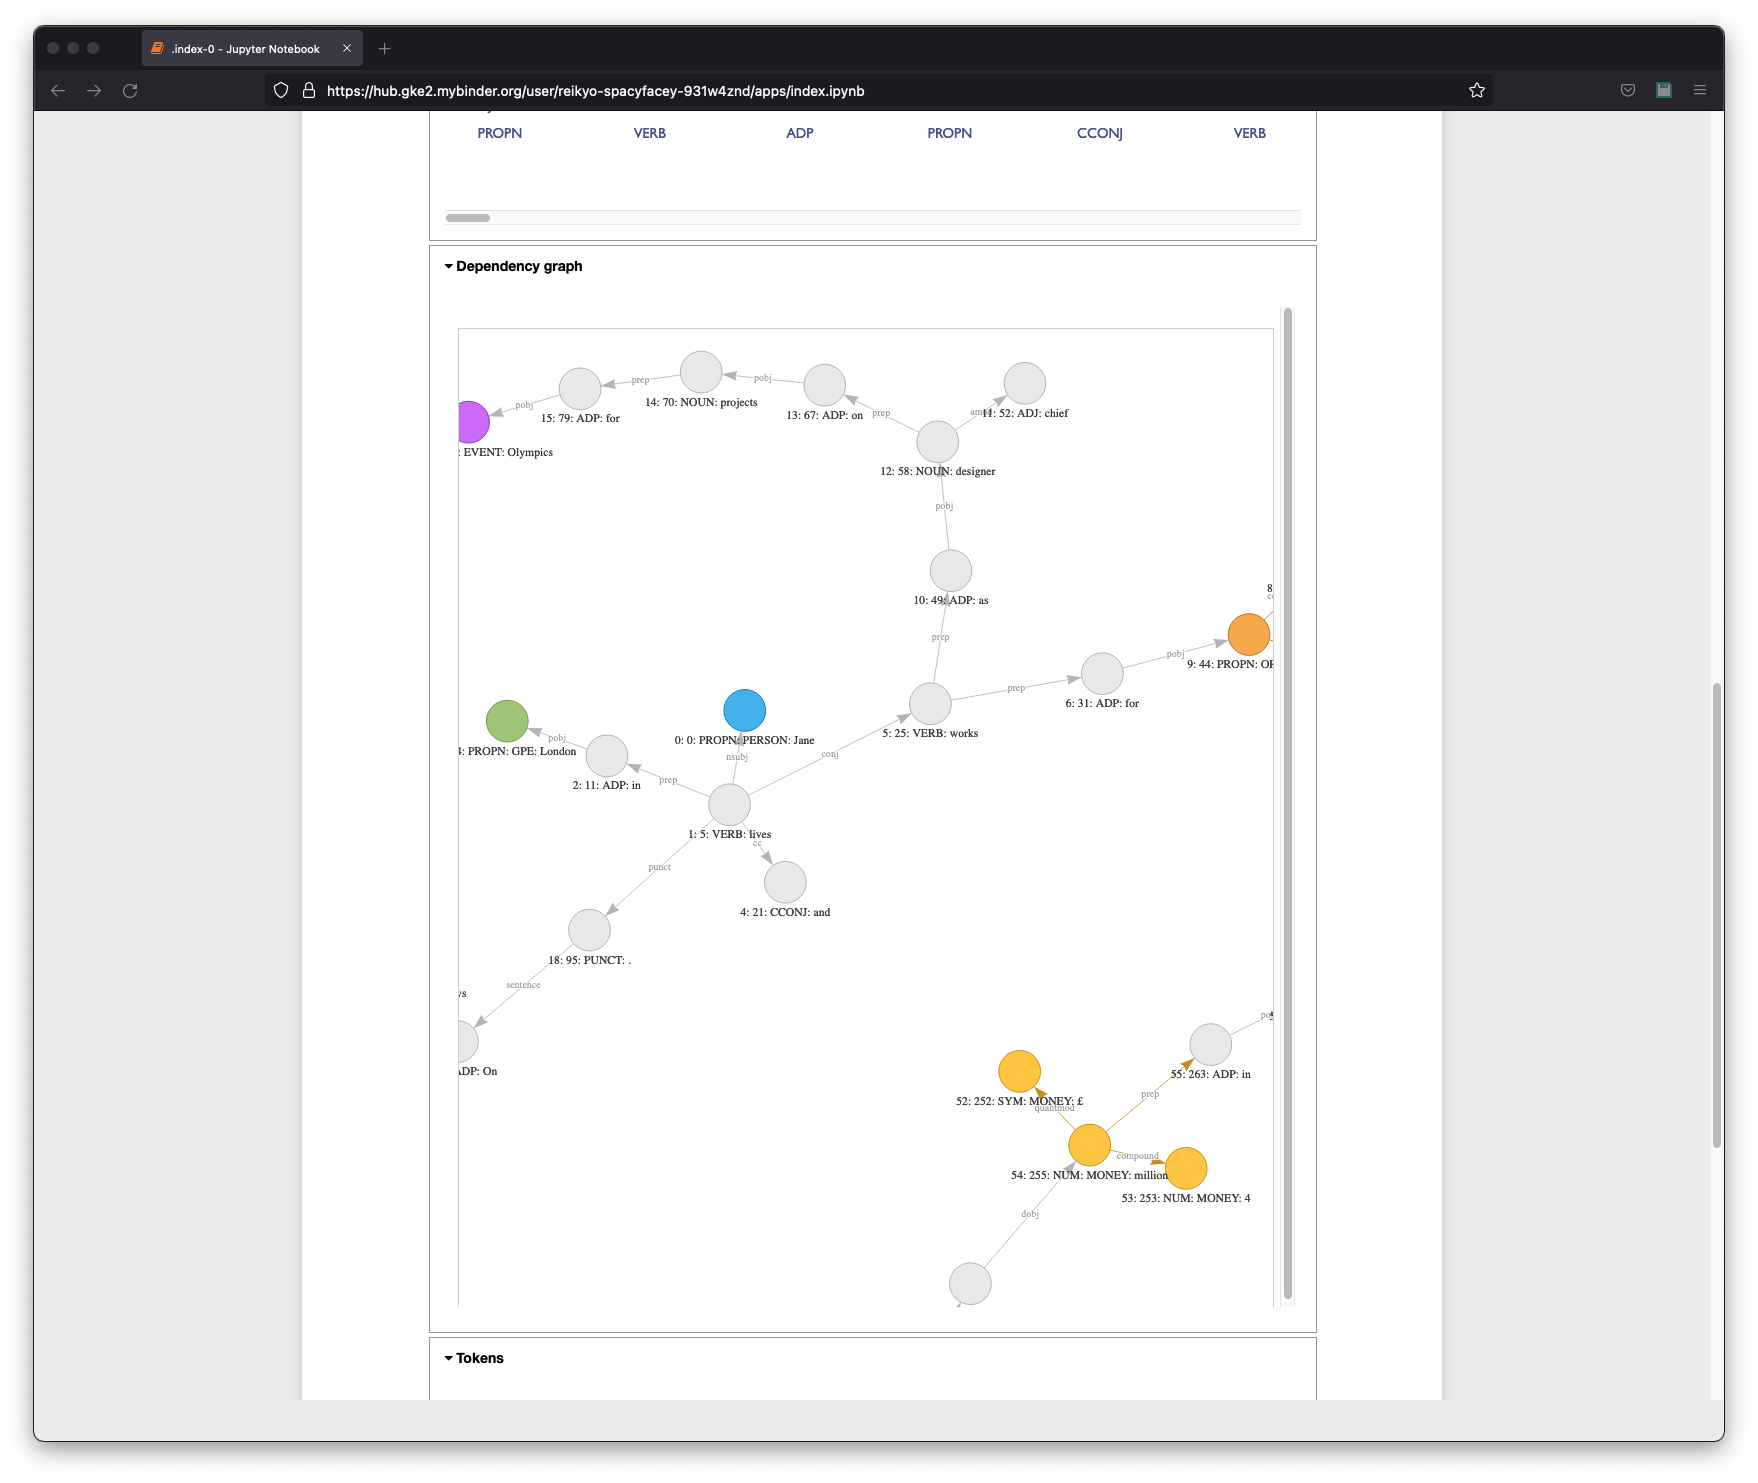 .index-0 - Jupyter Notebook
https://hub.gke2.mybinder.org/user/reikyo-spacyfacey-931w4znd/apps/index.ipynb
PROPN VERB ADP PROPN CCONJ VERB
Dependency graph
prep
pobj
14: 70: NOUN: projects
pobj
15: 79: ADP: for
13: 67: ADP: on
prep
11: 52: ADJ: chief
: EVENT: Olympics
12: 58: NOUN: designer
pobj
10: 49: ADP: as
prep
pobj
9: 44: PROPN:
prep
6: 31: ADP: for
5: 25: VERB: works
0: 0: PROPN: PERSON: Jane
pobj
: PROPN: GPE: London
nsubj
conj
prep
2: 11: ADP: in
1: 5: VERB: lives
cc
punct
4: 21: CCONJ: and
18: 95: PUNCT: .
sentence
ADP: On
55: 263: ADP: in
prep
52: 252: SYM: MONEY: £
quantmod
compound
54: 255: NUM: MONEY: million
53: 253: NUM: MONEY: 4
dobj
Tokens